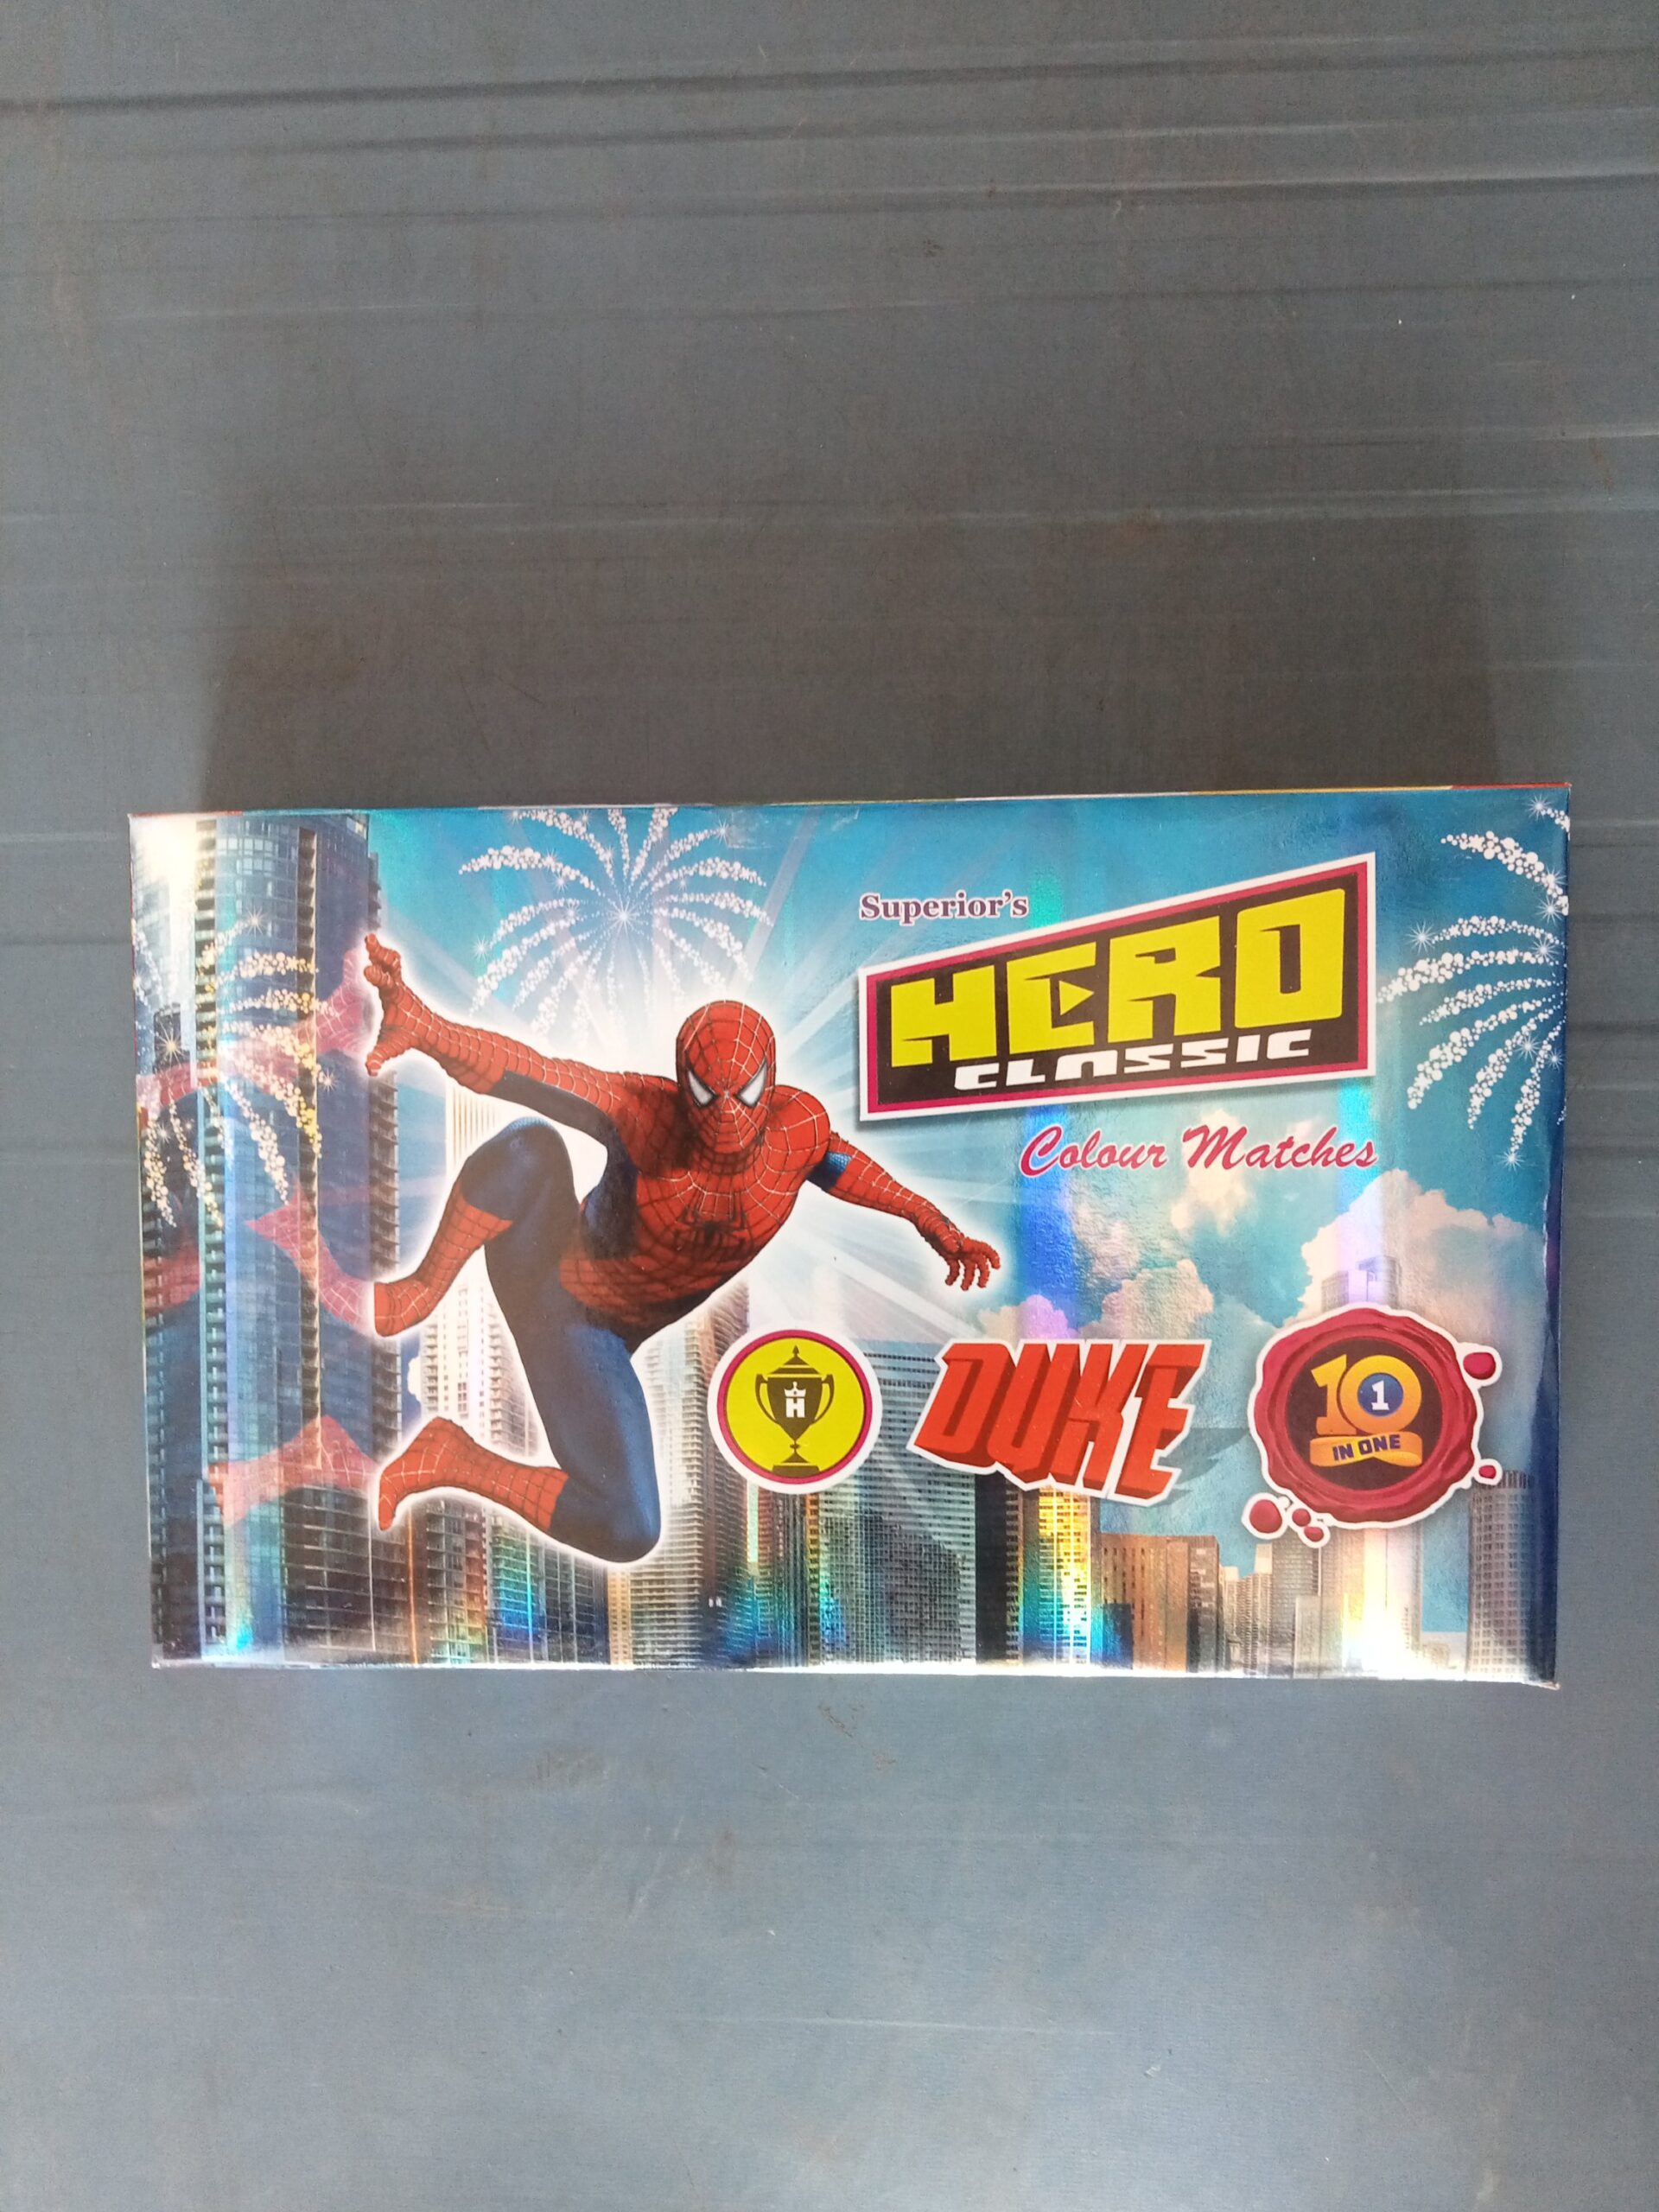 Superior's
HERO
CLASSIC
Colour Matches
H
DUKE
10
1
IN ONE